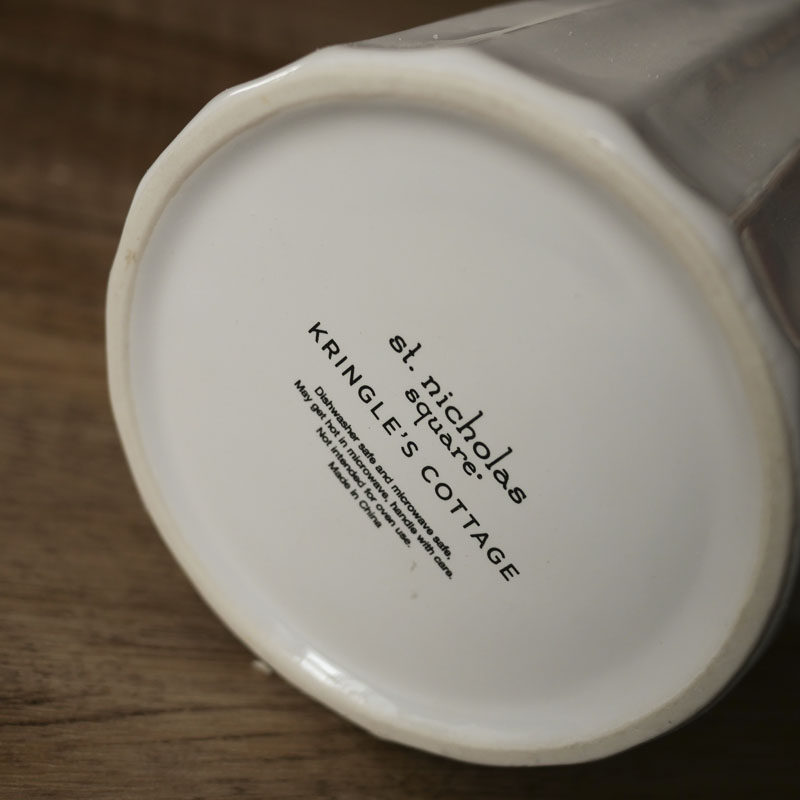 st. nicholas
square®
KRINGLE'S COTTAGE
Dishwasher safe and microwave safe,
May get hot in microwave, handle with care.
Not intended for oven use.
Made in China